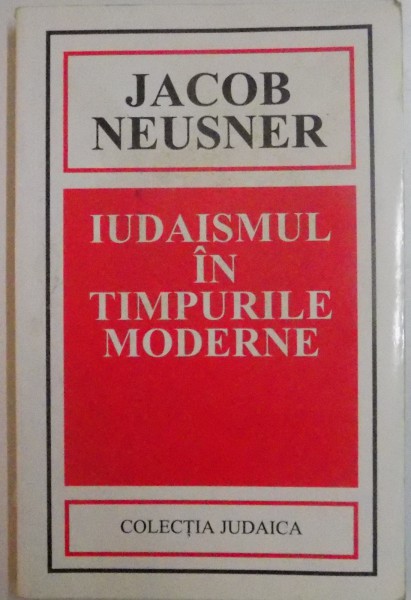 JACOB
NEUSNER
IUDAISMUL
ÎN
TIMPURILE
MODERNE
COLECȚIA JUDAICA